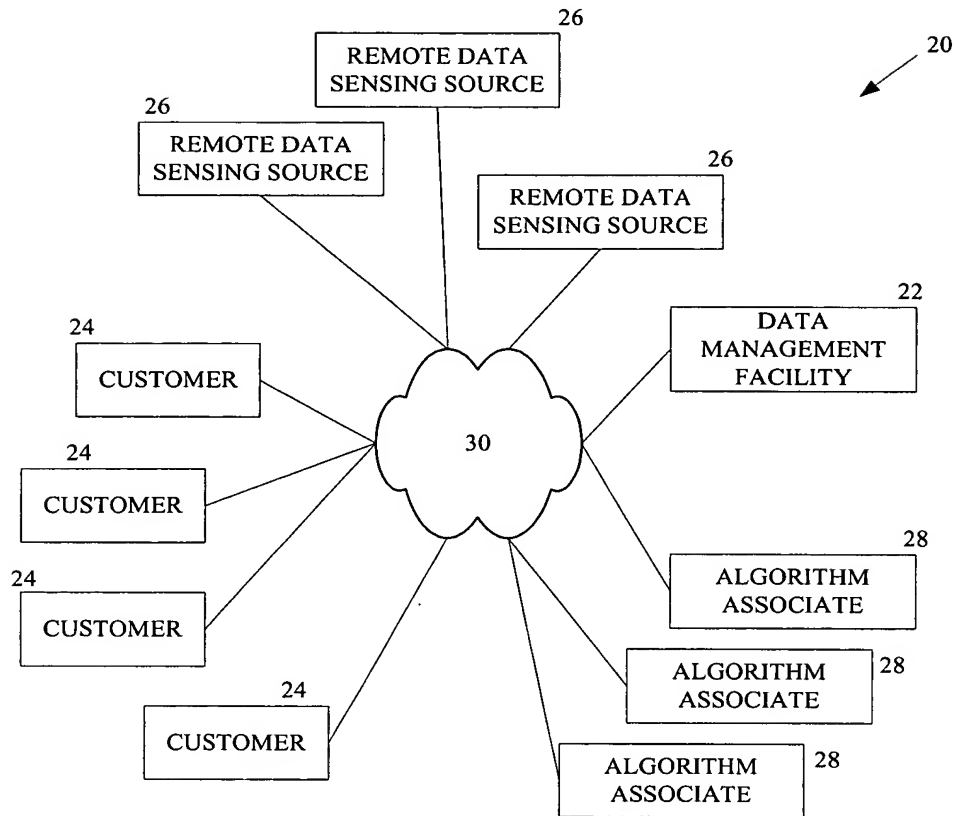 26
REMOTE DATA
SENSING SOURCE
20
26
REMOTE DATA
SENSING SOURCE
26
REMOTE DATA
SENSING SOURCE
22
DATA
MANAGEMENT
FACILITY
24
CUSTOMER
30
24
CUSTOMER
24
CUSTOMER
28
ALGORITHM
ASSOCIATE
28
ALGORITHM
ASSOCIATE
24
CUSTOMER
28
ALGORITHM
ASSOCIATE